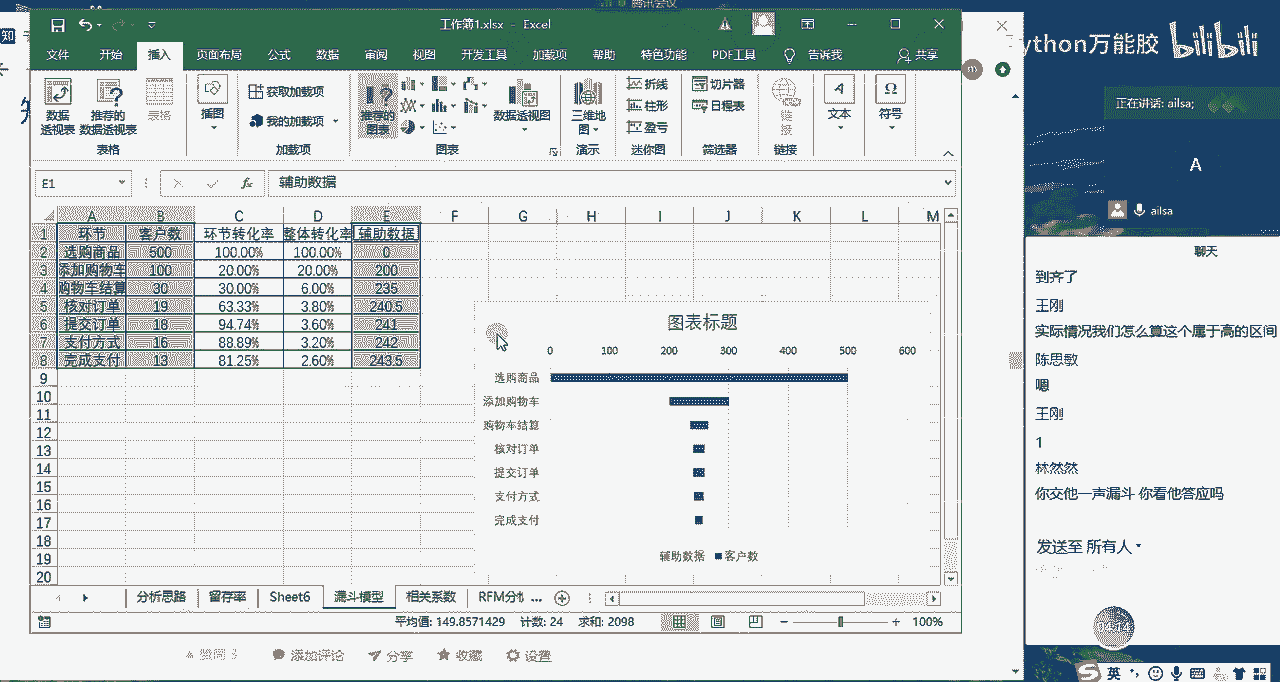 腾讯会议
工作簿1.xlsx - Excel
文件 开始 插入 页面布局 公式 数据 审阅 视图 开发工具 加载项 帮助 特色功能 PDF工具 告诉我 共享
数据透视表 推荐的数据透视表 表格 插图 获取加载项 我的加载项 推荐的图表 数据透视图 三维地图 折线 柱形 盈亏 切片器 日程表 链接 文本 符号
表格 加载项 图表 演示 迷你图 筛选器 链接
E1 fx 辅助数据
A B C D E F G H I J K L M
1 环节 客户数 环节转化率 整体转化率 辅助数据
2 选购商品 500 100.00% 100.00% 0
3 添加购物车 100 20.00% 20.00% 200
4 购物车结算 30 30.00% 6.00% 235
5 核对订单 19 63.33% 3.80% 240.5
6 提交订单 18 94.74% 3.60% 241
7 支付方式 16 88.89% 3.20% 242
8 完成支付 13 81.25% 2.60% 243.5
9
10
11
12
13
14
15
16
17
18
19
20
图表标题
0 100 200 300 400 500 600
选购商品
添加购物车
购物车结算
核对订单
提交订单
支付方式
完成支付
辅助数据 客户数
分析思路 留存率 Sheet6 漏斗模型 相关系数 RFM分 ...
平均值: 149.8571429 计数: 24 求和: 2098 100%
赞同 3 添加评论 分享 收藏 设置
知
ython万能胶 bilibili
m
正在讲话: ailsa;
A
ailsa
聊天
到齐了
王刚
实际情况我们怎么算这个属于高的区间
陈思敏
嗯
王刚
1
林然然
你交他一声漏斗 你看他答应吗
发送至 所有人
英